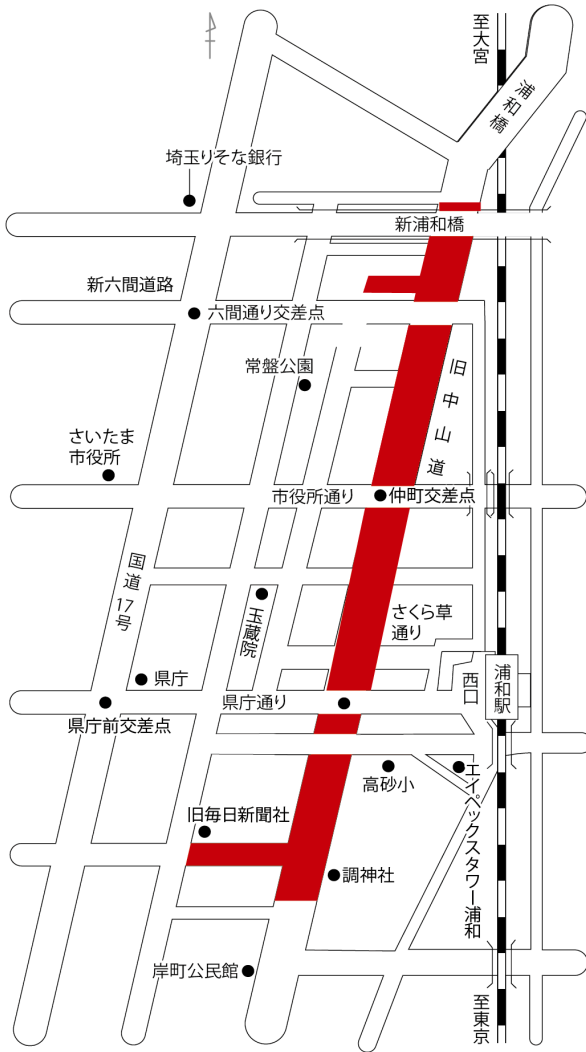 至大宮
浦和橋
埼玉りそな銀行
新浦和橋
新六間道路
六間通り交差点
常盤公園
旧中山道
さいたま
市役所
市役所通り
仲町交差点
国道17号
玉蔵院
さくら草
通り
県庁
西口
浦和駅
県庁通り
県庁前交差点
高砂小
エイペックスタワー浦和
旧毎日新聞社
調神社
岸町公民館
至東京